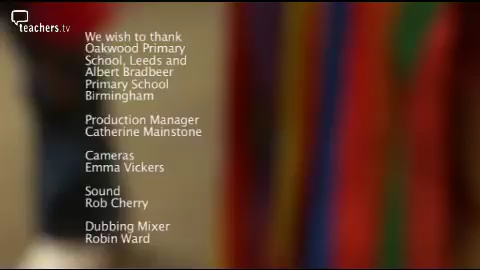 teachers.tv
We wish to thank
Oakwood Primary
School, Leeds and
Albert Bradbeer
Primary School
Birmingham
Production Manager
Catherine Mainstone
Cameras
Emma Vickers
Sound
Rob Cherry
Dubbing Mixer
Robin Ward